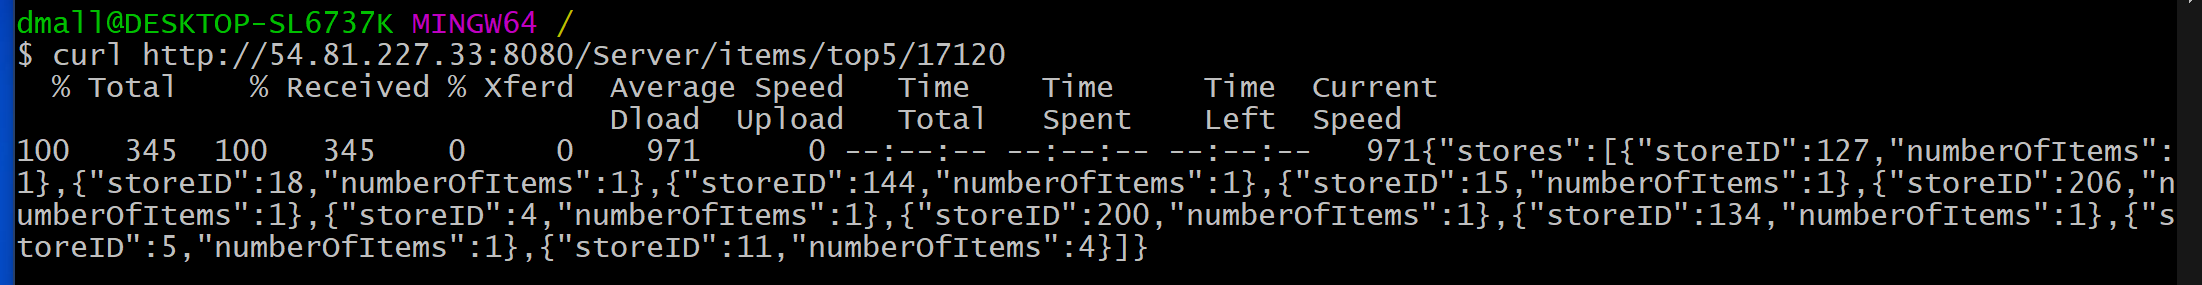 dmall@DESKTOP-SL6737K MINGW64 /
$ curl http://54.81.227.33:8080/Server/items/top5/17120
  % Total    % Received % Xferd  Average Speed   Time    Time     Time  Current
                                 Dload  Upload   Total   Spent    Left  Speed
100   345  100   345    0     0    971      0 --:--:-- --:--:-- --:--:--   971{"stores":[{"storeID":127,"numberOfItems":
1},{"storeID":18,"numberOfItems":1},{"storeID":144,"numberOfItems":1},{"storeID":15,"numberOfItems":1},{"storeID":206,"n
umberOfItems":1},{"storeID":4,"numberOfItems":1},{"storeID":200,"numberOfItems":1},{"storeID":134,"numberOfItems":1},{"s
toreID":5,"numberOfItems":1},{"storeID":11,"numberOfItems":4}]}